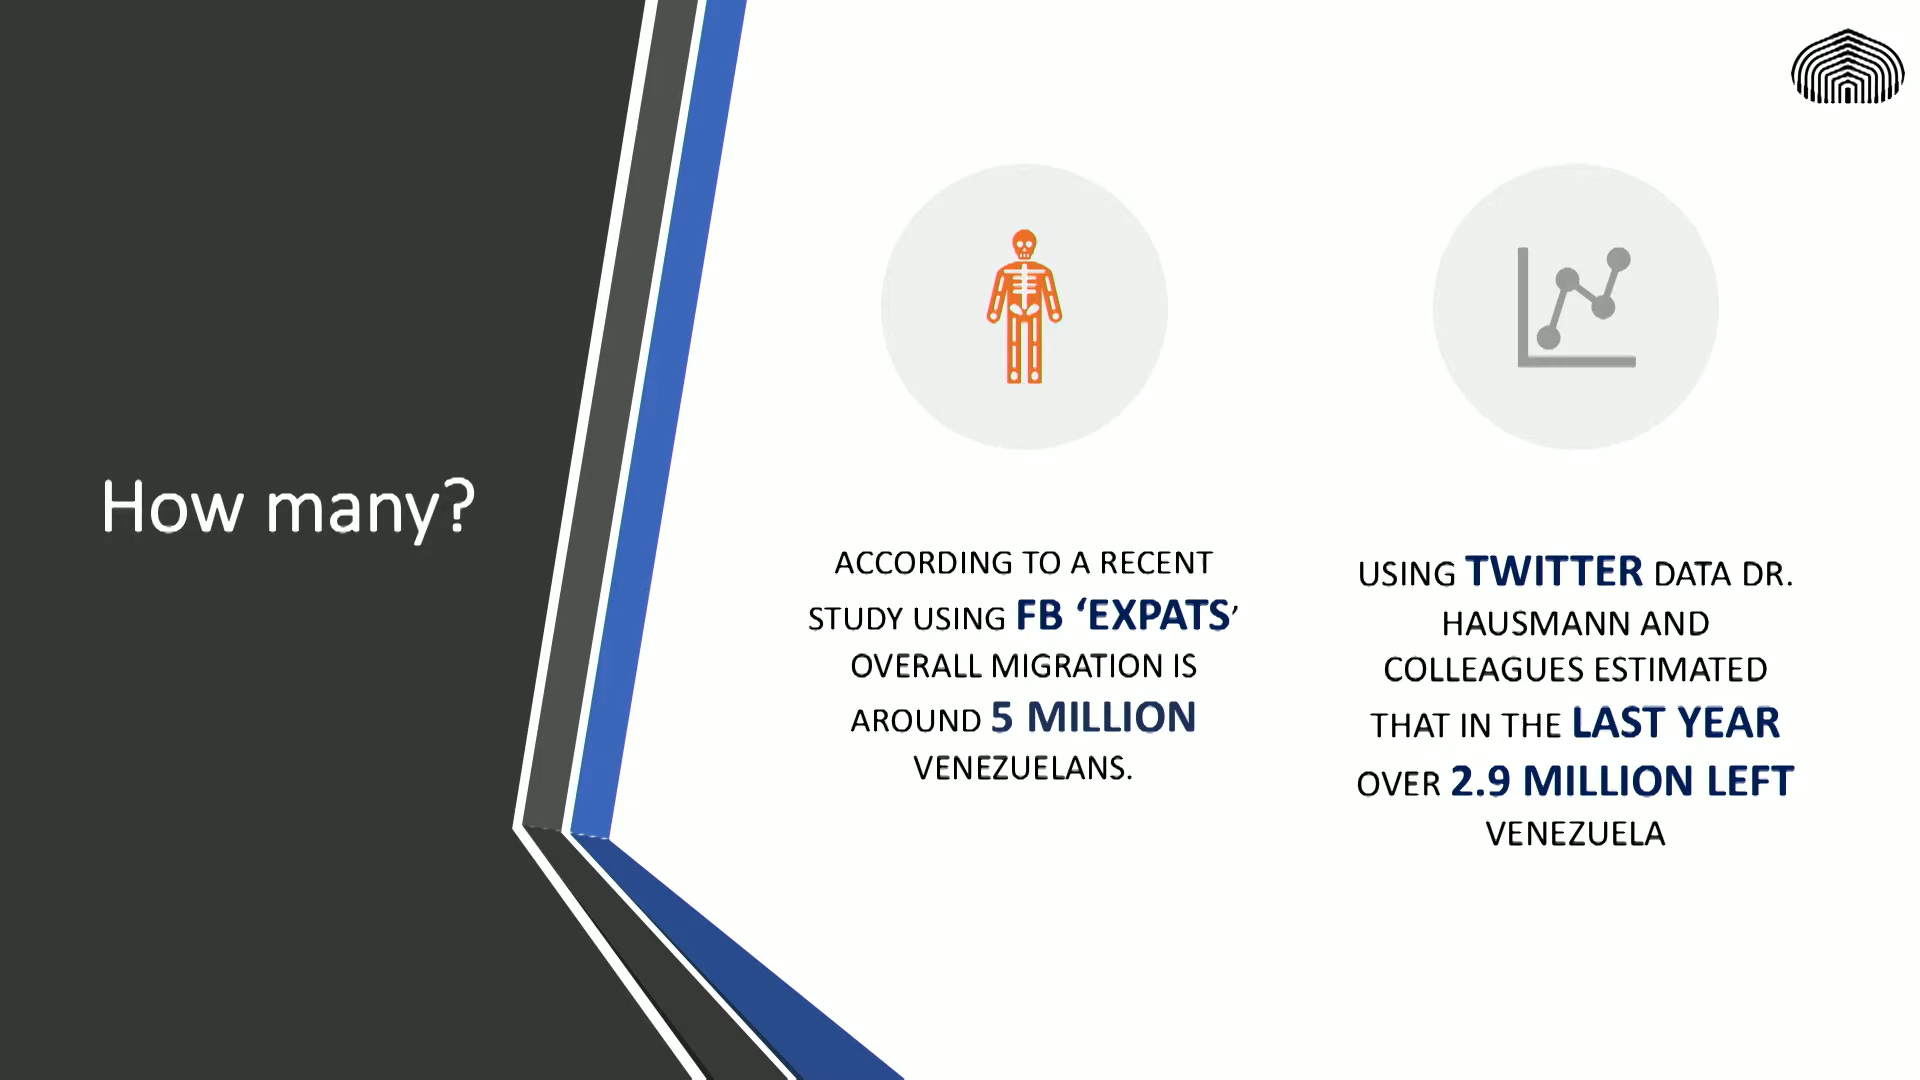 How many?
ACCORDING TO A RECENT
STUDY USING FB ‘EXPATS’
OVERALL MIGRATION IS
AROUND 5 MILLION
VENEZUELANS.
USING TWITTER DATA DR.
HAUSMANN AND
COLLEAGUES ESTIMATED
THAT IN THE LAST YEAR
OVER 2.9 MILLION LEFT
VENEZUELA